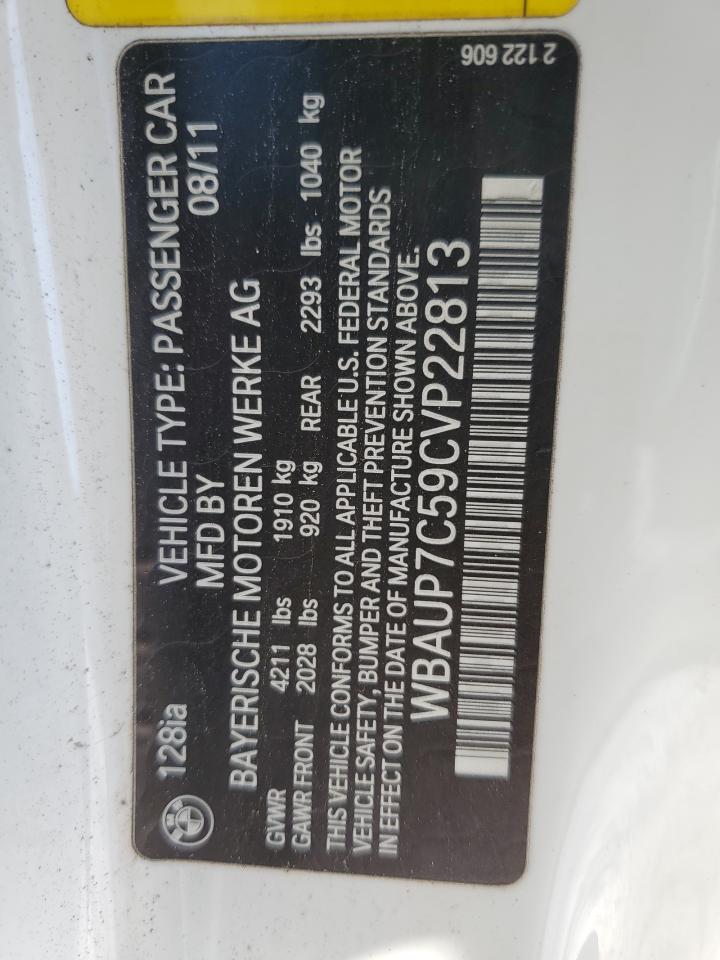 128ia VEHICLE TYPE: PASSENGER CAR
MFD BY 08/11
BAYERISCHE MOTOREN WERKE AG
GVWR 4211 lbs 1910 kg
GAWR FRONT 2028 lbs 920 kg REAR 2293 lbs 1040 kg
THIS VEHICLE CONFORMS TO ALL APPLICABLE U.S. FEDERAL MOTOR
VEHICLE SAFETY, BUMPER AND THEFT PREVENTION STANDARDS
IN EFFECT ON THE DATE OF MANUFACTURE SHOWN ABOVE.
WBAUP7C59CVP22813
2 122 606